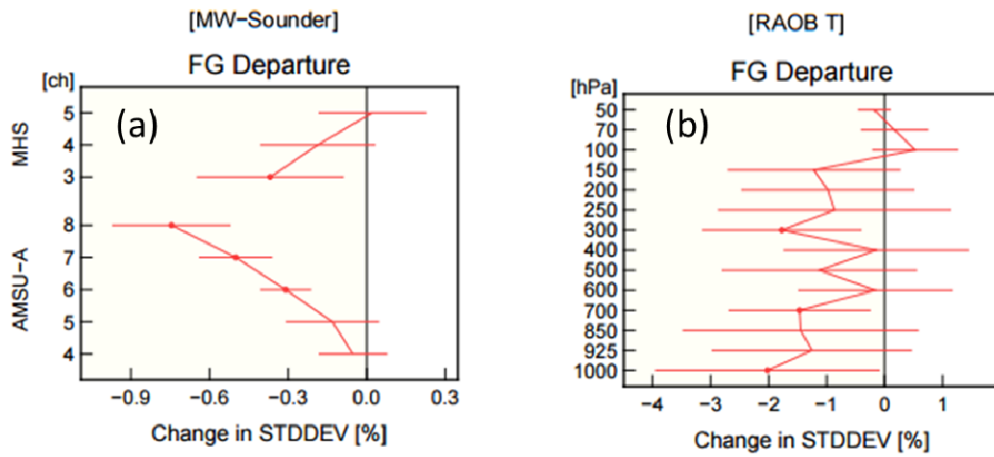 [MW−Sounder]
FG Departure
[ch]
(a)
MHS
5
4
3
AMSU−A
8
7
6
5
4
−0.9 −0.6 −0.3 0.0 0.3
Change in STDDEV [%]
[RAOB T]
FG Departure
[hPa]
(b)
50
70
100
150
200
250
300
400
500
600
700
850
925
1000
−4 −3 −2 −1 0 1
Change in STDDEV [%]